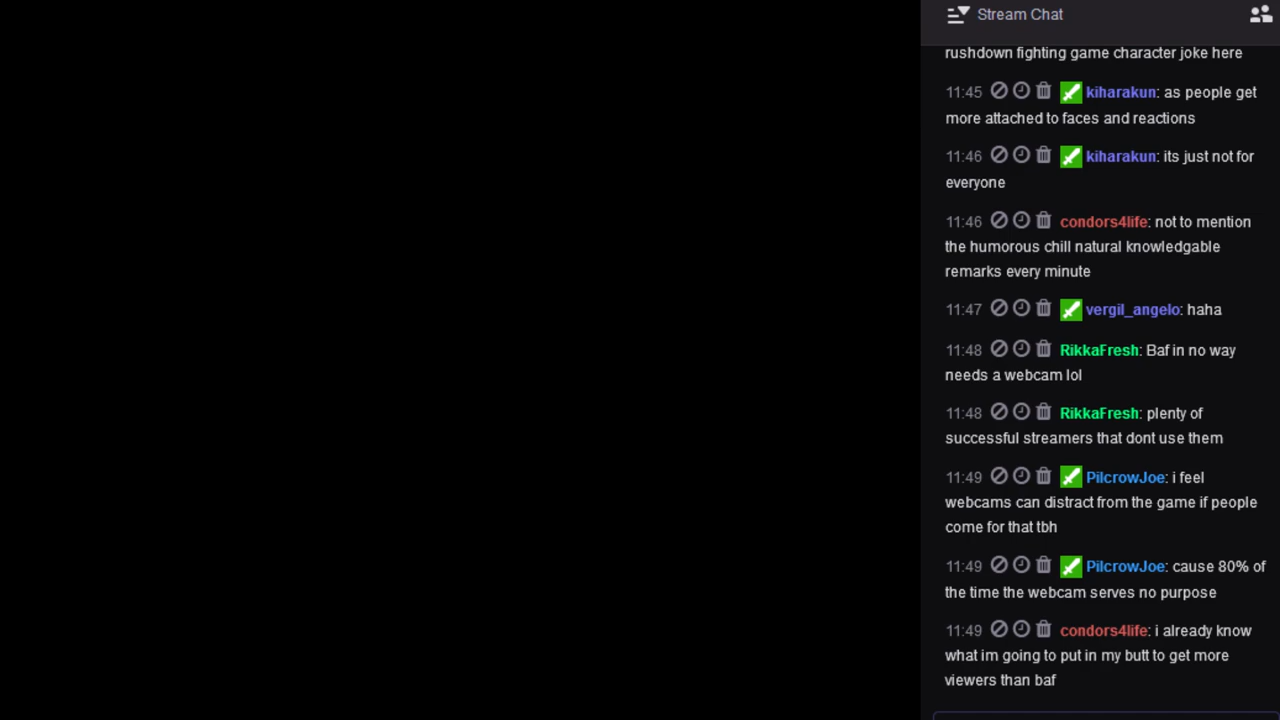 Stream Chat
rushdown fighting game character joke here
11:45 kiharakun: as people get
more attached to faces and reactions
11:46 kiharakun: its just not for
everyone
11:46 condors4life: not to mention
the humorous chill natural knowledgable
remarks every minute
11:47 vergil_angelo: haha
11:48 RikkaFresh: Baf in no way
needs a webcam lol
11:48 RikkaFresh: plenty of
successful streamers that dont use them
11:49 PilcrowJoe: i feel
webcams can distract from the game if people
come for that tbh
11:49 PilcrowJoe: cause 80% of
the time the webcam serves no purpose
11:49 condors4life: i already know
what im going to put in my butt to get more
viewers than baf